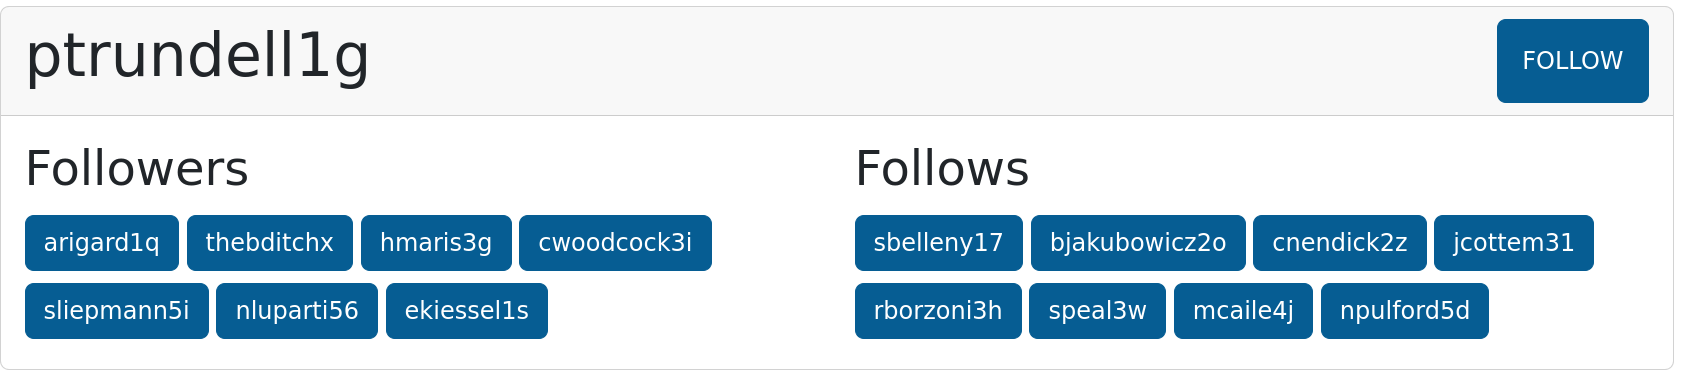 ptrundell1g
FOLLOW
Followers
arigard1q thebditchx hmaris3g cwoodcock3i
sliepmann5i nluparti56 ekiessel1s
Follows
sbelleny17 bjakubowicz2o cnendick2z jcottem31
rborzoni3h speal3w mcaile4j npulford5d